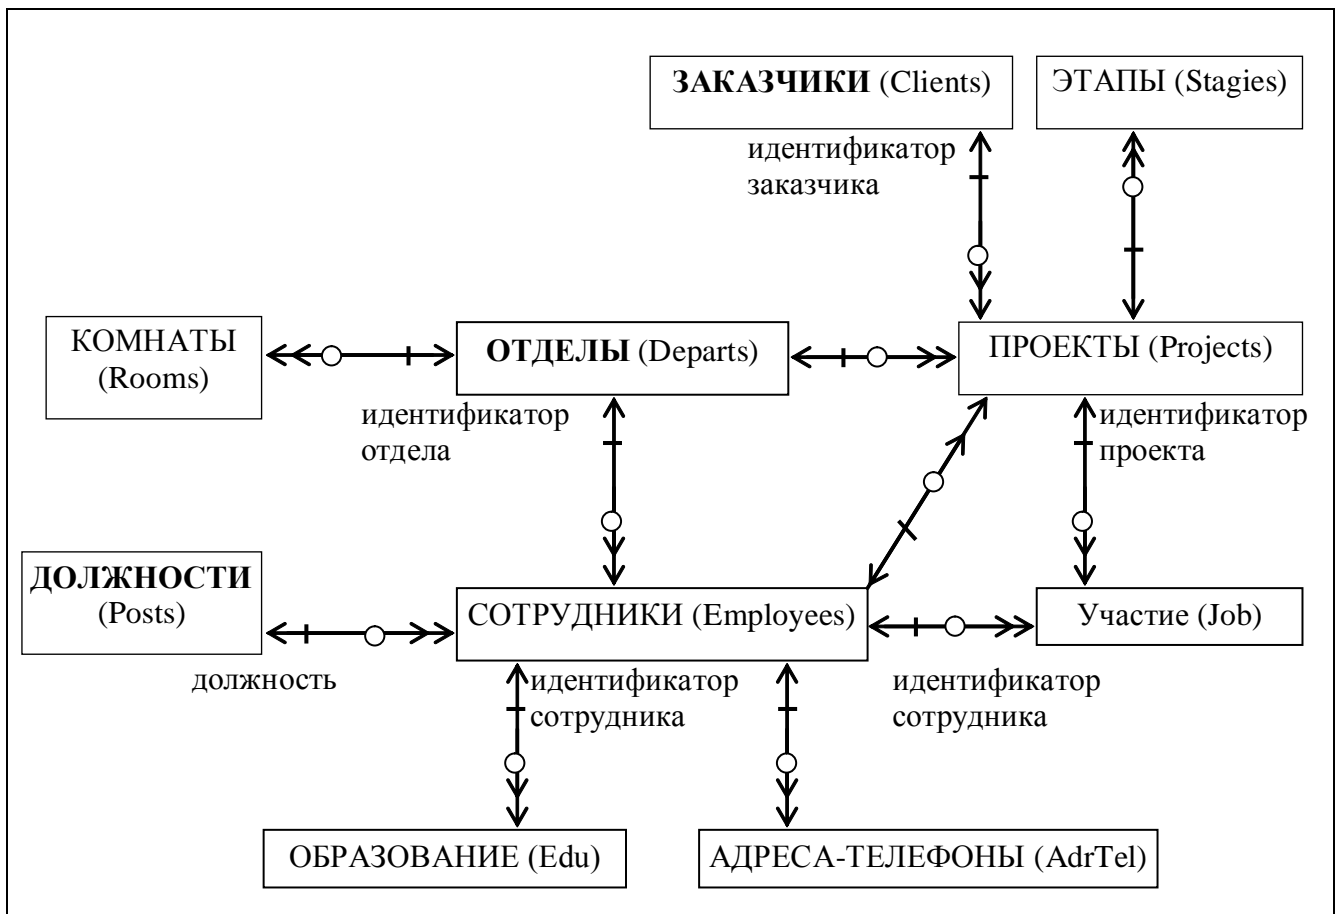 ЗАКАЗЧИКИ (Clients)
ЭТАПЫ (Stagies)
идентификатор
заказчика
КОМНАТЫ
(Rooms)
ОТДЕЛЫ (Departs)
ПРОЕКТЫ (Projects)
идентификатор
отдела
идентификатор
проекта
ДОЛЖНОСТИ
(Posts)
СОТРУДНИКИ (Employees)
Участие (Job)
должность
идентификатор
сотрудника
идентификатор
сотрудника
ОБРАЗОВАНИЕ (Edu)
АДРЕСА-ТЕЛЕФОНЫ (AdrTel)